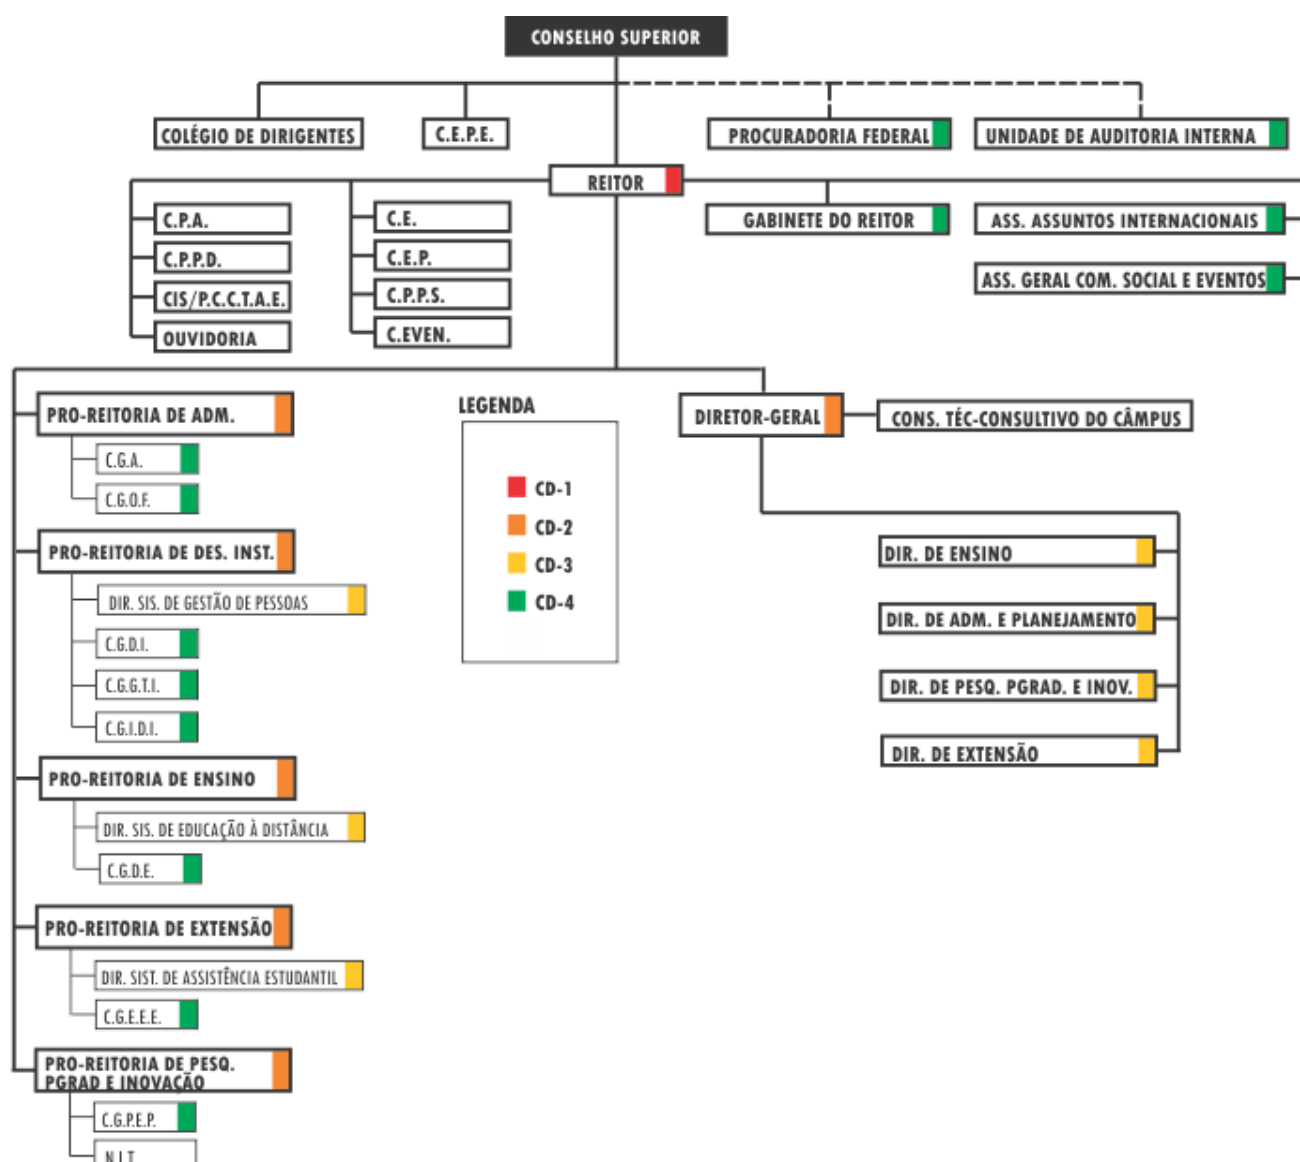 CONSELHO SUPERIOR
COLÉGIO DE DIRIGENTES
C.E.P.E.
PROCURADORIA FEDERAL
UNIDADE DE AUDITORIA INTERNA
REITOR
C.P.A.
C.P.P.D.
CIS/P.C.C.T.A.E.
OUVIDORIA
C.E.
C.E.P.
C.P.P.S.
C.EVEN.
GABINETE DO REITOR
ASS. ASSUNTOS INTERNACIONAIS
ASS. GERAL COM. SOCIAL E EVENTOS
PRO-REITORIA DE ADM.
C.G.A.
C.G.O.F.
PRO-REITORIA DE DES. INST.
DIR. SIS. DE GESTÃO DE PESSOAS
C.G.D.I.
C.G.G.T.I.
C.G.I.D.I.
PRO-REITORIA DE ENSINO
DIR. SIS. DE EDUCAÇÃO À DISTÂNCIA
C.G.D.E.
PRO-REITORIA DE EXTENSÃO
DIR. SIST. DE ASSISTÊNCIA ESTUDANTIL
C.G.E.E.E.
PRO-REITORIA DE PESQ.
PGRAD E INOVAÇÃO
C.G.P.E.P.
N.I.T.
LEGENDA
CD-1
CD-2
CD-3
CD-4
DIRETOR-GERAL
CONS. TÉC-CONSULTIVO DO CÂMPUS
DIR. DE ENSINO
DIR. DE ADM. E PLANEJAMENTO
DIR. DE PESQ. PGRAD. E INOV.
DIR. DE EXTENSÃO